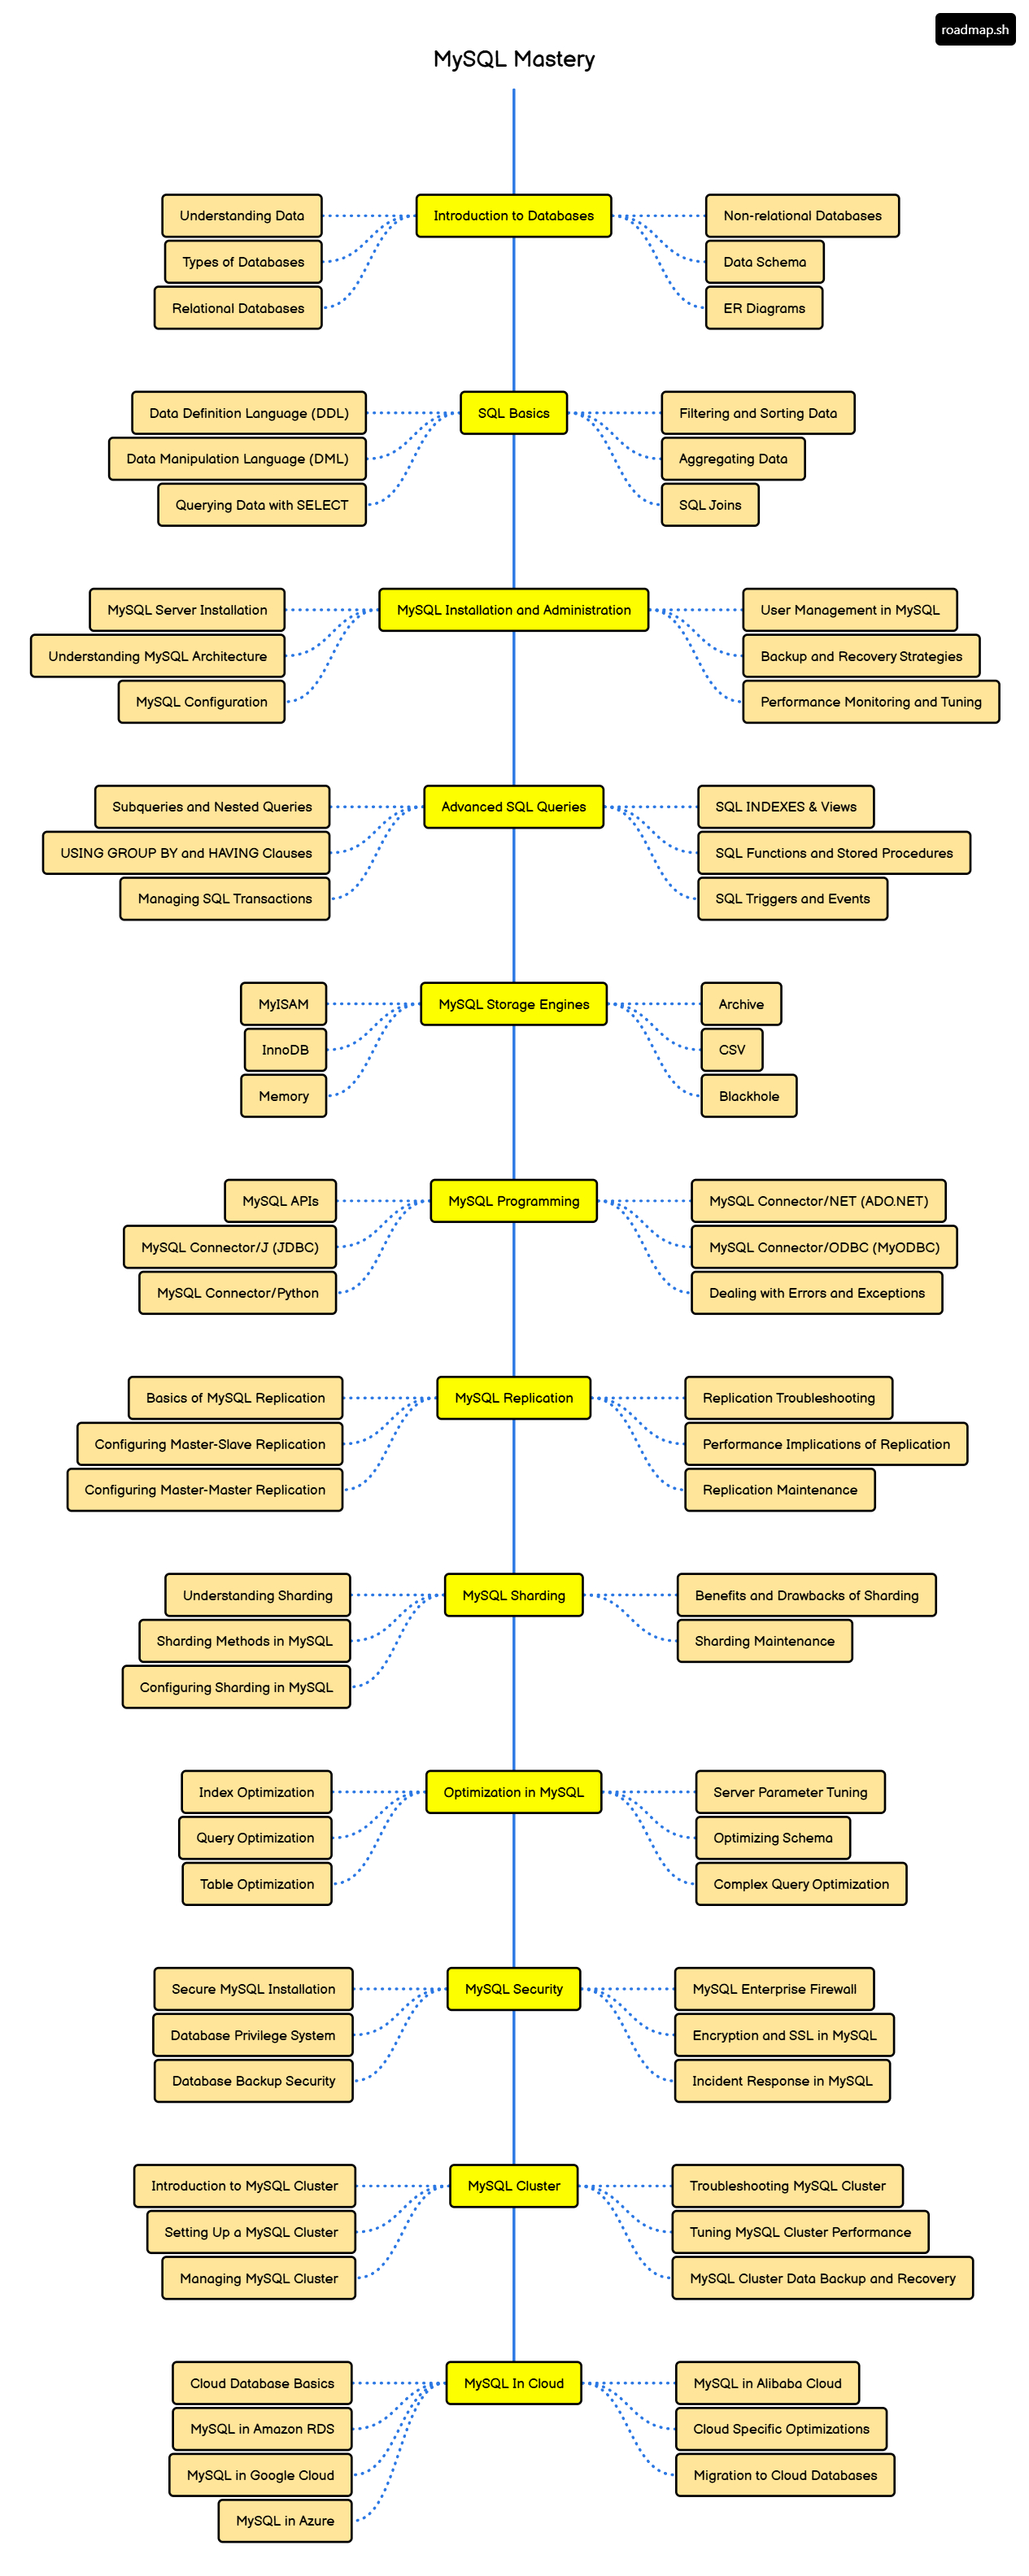 roadmap.sh
MySQL Mastery
Introduction to Databases
Understanding Data
Types of Databases
Relational Databases
Non-relational Databases
Data Schema
ER Diagrams
SQL Basics
Data Definition Language (DDL)
Data Manipulation Language (DML)
Querying Data with SELECT
Filtering and Sorting Data
Aggregating Data
SQL Joins
MySQL Installation and Administration
MySQL Server Installation
Understanding MySQL Architecture
MySQL Configuration
User Management in MySQL
Backup and Recovery Strategies
Performance Monitoring and Tuning
Advanced SQL Queries
Subqueries and Nested Queries
USING GROUP BY and HAVING Clauses
Managing SQL Transactions
SQL INDEXES & Views
SQL Functions and Stored Procedures
SQL Triggers and Events
MySQL Storage Engines
MyISAM
InnoDB
Memory
Archive
CSV
Blackhole
MySQL Programming
MySQL APIs
MySQL Connector/J (JDBC)
MySQL Connector/Python
MySQL Connector/NET (ADO.NET)
MySQL Connector/ODBC (MyODBC)
Dealing with Errors and Exceptions
MySQL Replication
Basics of MySQL Replication
Configuring Master-Slave Replication
Configuring Master-Master Replication
Replication Troubleshooting
Performance Implications of Replication
Replication Maintenance
MySQL Sharding
Understanding Sharding
Sharding Methods in MySQL
Configuring Sharding in MySQL
Benefits and Drawbacks of Sharding
Sharding Maintenance
Optimization in MySQL
Index Optimization
Query Optimization
Table Optimization
Server Parameter Tuning
Optimizing Schema
Complex Query Optimization
MySQL Security
Secure MySQL Installation
Database Privilege System
Database Backup Security
MySQL Enterprise Firewall
Encryption and SSL in MySQL
Incident Response in MySQL
MySQL Cluster
Introduction to MySQL Cluster
Setting Up a MySQL Cluster
Managing MySQL Cluster
Troubleshooting MySQL Cluster
Tuning MySQL Cluster Performance
MySQL Cluster Data Backup and Recovery
MySQL In Cloud
Cloud Database Basics
MySQL in Amazon RDS
MySQL in Google Cloud
MySQL in Azure
MySQL in Alibaba Cloud
Cloud Specific Optimizations
Migration to Cloud Databases